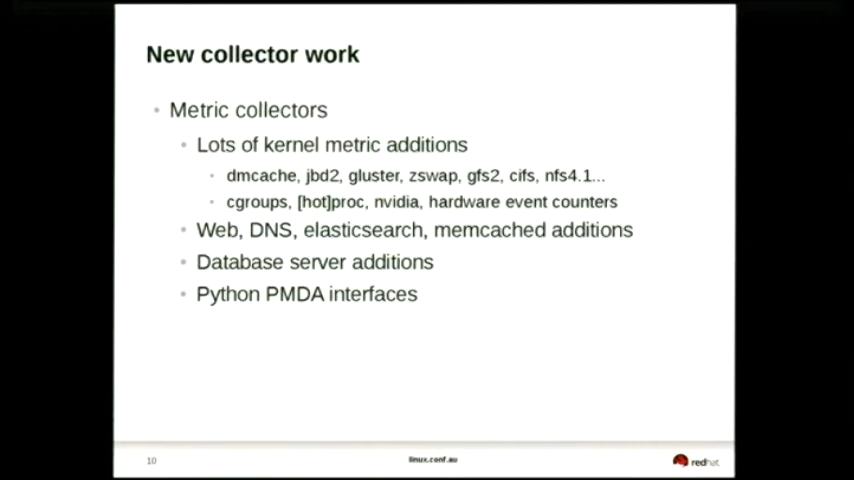 New collector work
Metric collectors
Lots of kernel metric additions
dmcache, jbd2, gluster, zswap, gfs2, cifs, nfs4.1...
cgroups, [hot]proc, nvidia, hardware event counters
Web, DNS, elasticsearch, memcached additions
Database server additions
Python PMDA interfaces
10
linux.conf.au
redhat